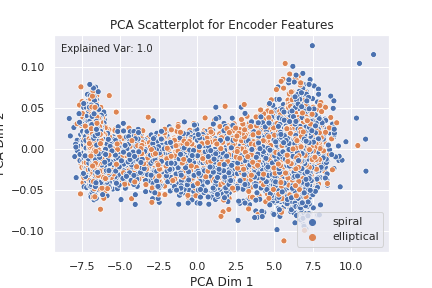 PCA Scatterplot for Encoder Features
Explained Var: 1.0
0.10
0.05
0.00
−0.05
−0.10
PCA Dim 2
−7.5 −5.0 −2.5 0.0 2.5 5.0 7.5 10.0
PCA Dim 1
spiral
elliptical